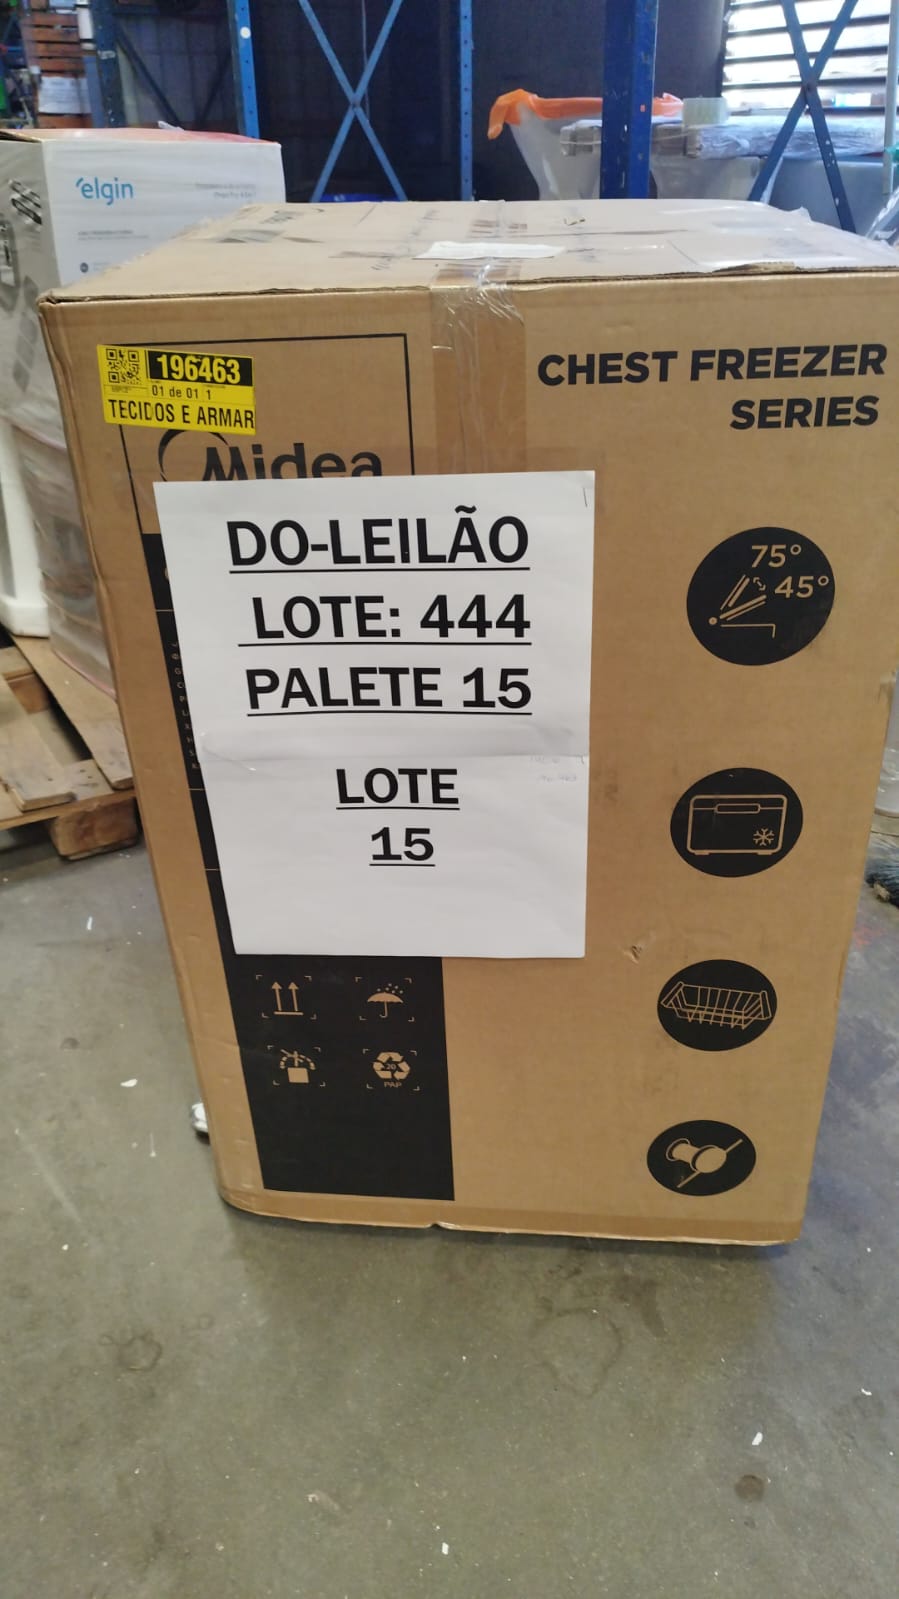 elgin
196463
01 de 01 1
TECIDOS E ARMAR
Midea
CHEST FREEZER
SERIES
DO-LEILÃO
LOTE: 444
PALETE 15
LOTE
15
75°
45°
20
PAP